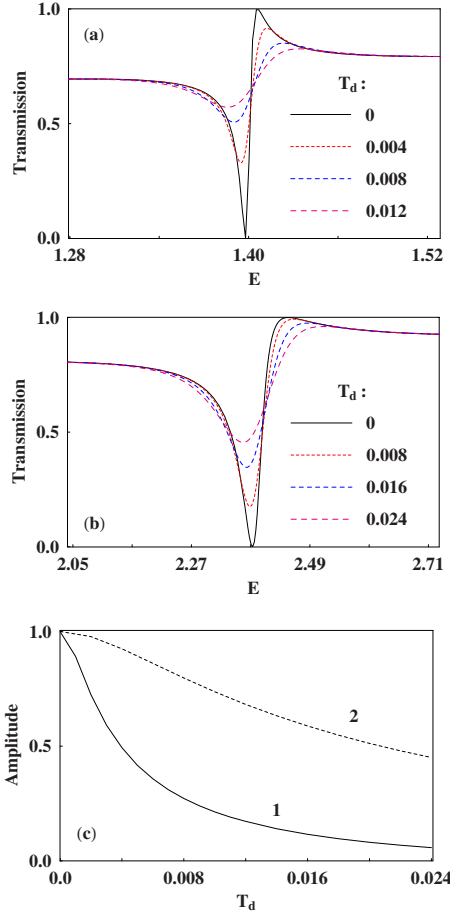 1.0
(a)
T_d :
0
0.004
0.008
0.012
Transmission
0.5
0.0
1.28
1.40
1.52
E
1.0
T_d :
0
0.008
0.016
0.024
Transmission
0.5
(b)
0.0
2.05
2.27
2.49
2.71
E
1.0
Amplitude
0.5
2
1
(c)
0.0
0.0
0.008
0.016
0.024
T_d